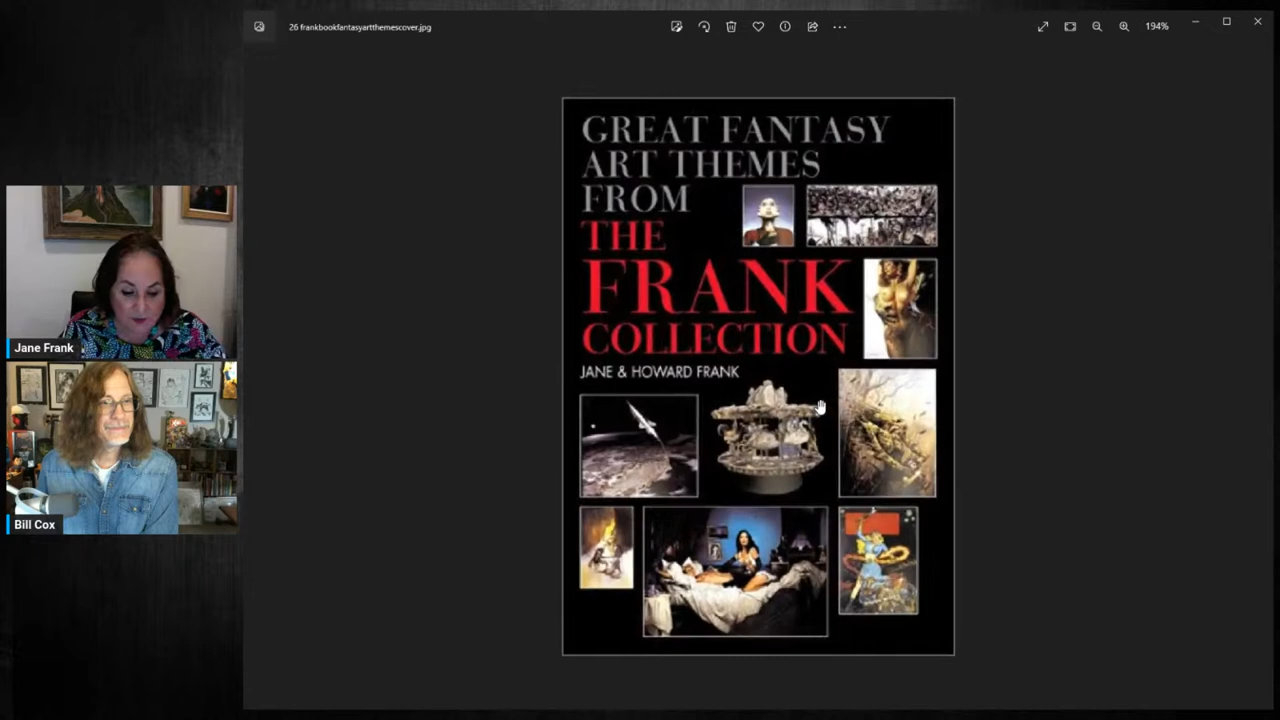 26 frankbookfantasyartthemescover.jpg
194%
GREAT FANTASY
ART THEMES
FROM
THE
FRANK
COLLECTION
JANE & HOWARD FRANK
Jane Frank
Bill Cox